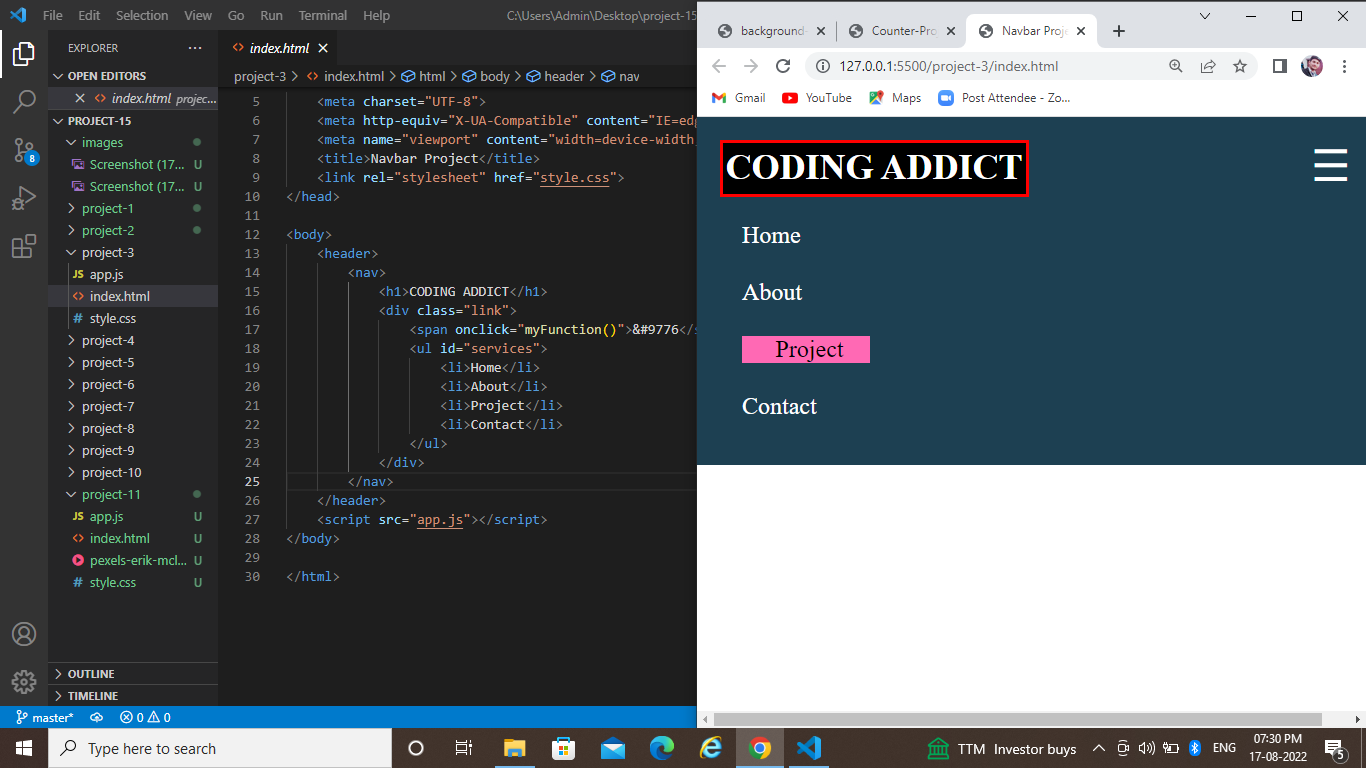 File Edit Selection View Go Run Terminal Help C:\Users\Admin\Desktop\project-15
EXPLORER
OPEN EDITORS
index.html projec...
PROJECT-15
images
Screenshot (17... U
Screenshot (17... U
project-1
project-2
project-3
JS app.js
<> index.html
# style.css
project-4
project-5
project-6
project-7
project-8
project-9
project-10
project-11
JS app.js U
<> index.html U
pexels-erik-mcl... U
# style.css U
OUTLINE
TIMELINE
8
master* 0 0
<> index.html
project-3 > <> index.html > html > body > header > nav
5 <meta charset="UTF-8">
6 <meta http-equiv="X-UA-Compatible" content="IE=edg
7 <meta name="viewport" content="width=device-width,
8 <title>Navbar Project</title>
9 <link rel="stylesheet" href="style.css">
10 </head>
11
12 <body>
13 <header>
14 <nav>
15 <h1>CODING ADDICT</h1>
16 <div class="link">
17 <span onclick="myFunction()">&#9776</s
18 <ul id="services">
19 <li>Home</li>
20 <li>About</li>
21 <li>Project</li>
22 <li>Contact</li>
23 </ul>
24 </div>
25 </nav>
26 </header>
27 <script src="app.js"></script>
28 </body>
29
30 </html>
background- Counter-Pro Navbar Proj
127.0.0.1:5500/project-3/index.html
Gmail YouTube Maps Post Attendee - Zo...
CODING ADDICT ☰
Home
About
Project
Contact
Type here to search
TTM Investor buys
ENG
07:30 PM
17-08-2022
5